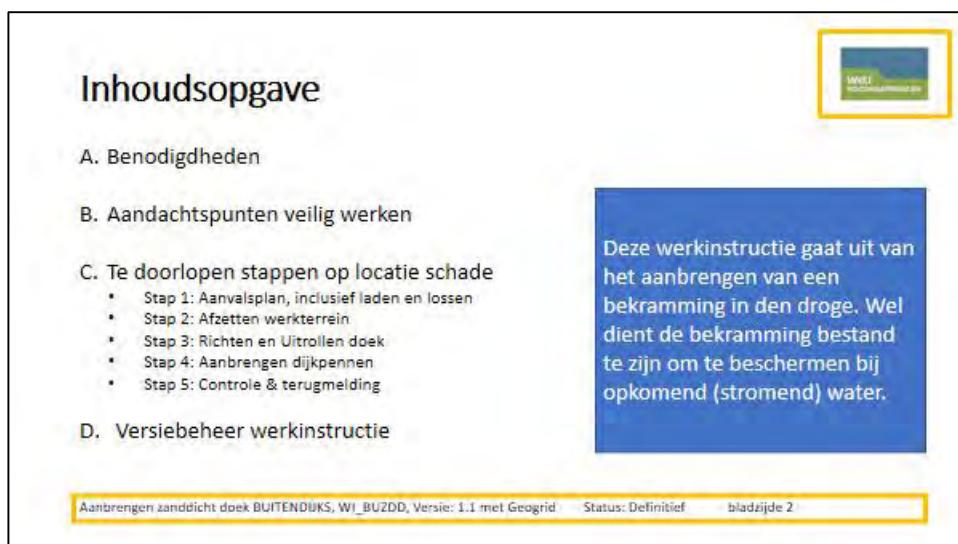 Inhoudsopgave
A. Benodigdheden
B. Aandachtspunten veilig werken
C. Te doorlopen stappen op locatie schade
• Stap 1: Aanvalsplan, inclusief laden en lossen
• Stap 2: Afzetten werkterrein
• Stap 3: Richten en Uitrollen doek
• Stap 4: Aanbrengen dijkpennen
• Stap 5: Controle & terugmelding
D. Versiebeheer werkinstructie
Deze werkinstructie gaat uit van
het aanbrengen van een
bekramming in den droge. Wel
dient de bekramming bestand
te zijn om te beschermen bij
opkomend (stromend) water.
Aanbrengen zanddicht doek BUITENDIJKS, WI_BUZDD, Versie: 1.1 met Geogrid Status: Definitief bladzijde 2